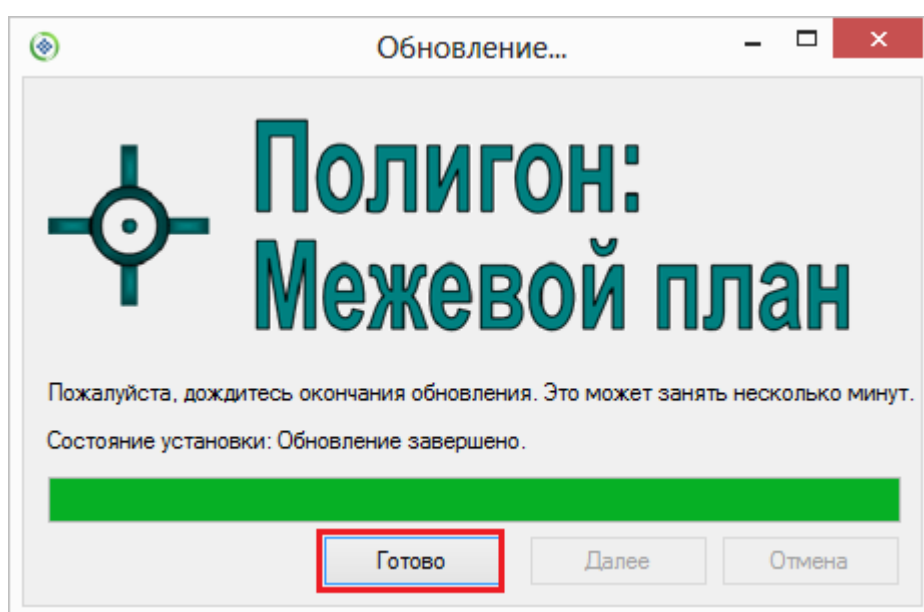 Обновление...
Полигон:
Межевой план
Пожалуйста, дождитесь окончания обновления. Это может занять несколько минут.
Состояние установки: Обновление завершено.
Готово Далее Отмена